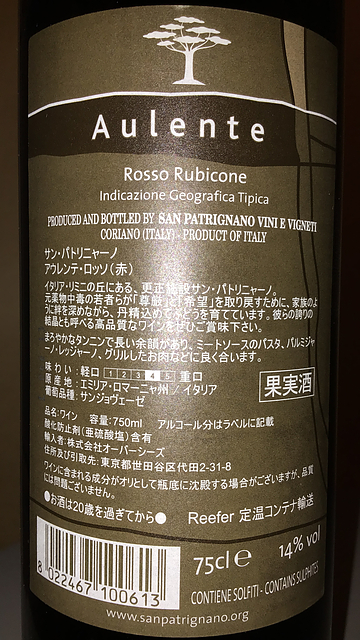 Aulente
Rosso Rubicone
Indicazione Geografica Tipica
PRODUCED AND BOTTLED BY SAN PATRIGNANO VINI E VIGNETI
CORIANO (ITALY) - PRODUCT OF ITALY
サン・パトリニャーノ
アウレンテ・ロッソ(赤)
イタリア・リミニの丘にある、更正施設サン・パトリニャーノ。
元薬物中毒の若者らが「尊敬」と「希望」を取り戻すために、家族のよ
うに絆を深めながら、丹精込めてぶどうを育てています。彼らの誇りの
結晶とも呼べる高品質なワインをぜひご賞味下さい。
まろやかなタンニンで長い余韻があり、ミートソースのパスタ、パルミジャ
ーノ・レッジャーノ、グリルしたお肉などに良く合います。
味わい:軽口 1 2 3 4 5 重口
原産地:エミリア・ロマーニャ州/イタリア
葡萄品種:サンジョヴェーゼ
果実酒
品名:ワイン 容量:750ml アルコール分はラベルに記載
酸化防止剤(亜硫酸塩)含有
輸入者:株式会社オーバーシーズ
住所及び引取先:東京都世田谷区代田2-31-8
ワインに含まれる成分がオリとして瓶底に沈殿する場合がございますが、品質
には問題ございません。
●お酒は20歳を過ぎてから● Reefer 定温コンテナ輸送
8 022467 100613
75cl e 14% vol
CONTIENE SOLFITI - CONTAINS SULPHITES
www.sanpatrignano.org